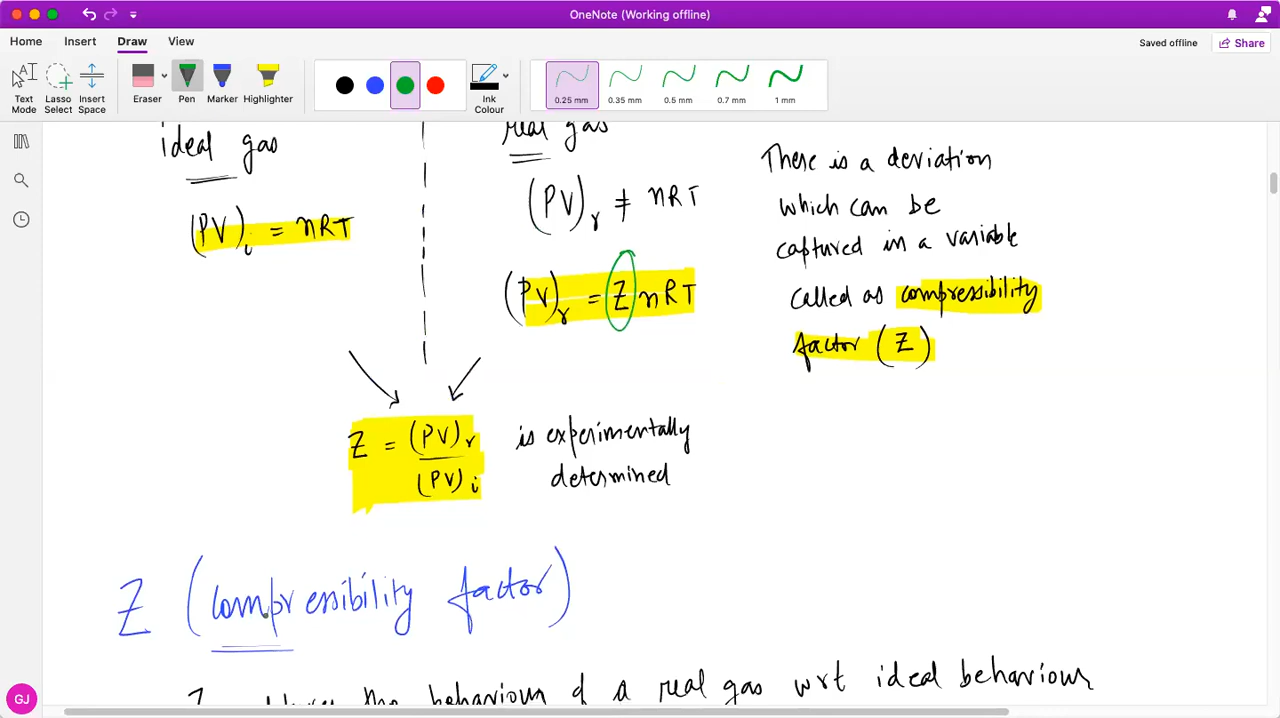 OneNote (Working offline)
Home Insert Draw View
Saved offline
Share
Text Mode
Lasso Select
Insert Space
Eraser
Pen
Marker
Highlighter
Ink Colour
0.25 mm
0.35 mm
0.5 mm
0.7 mm
1 mm
ideal gas
(PV)i = nRT
real gas
(PV)r ≠ nRT
(PV)r = Z nRT
There is a deviation
which can be
captured in a variable
called as compressibility
factor (Z)
Z = (PV)r
(PV)i
is experimentally
determined
Z (compressibility factor)
the behaviour of a real gas wrt ideal behaviour
GJ